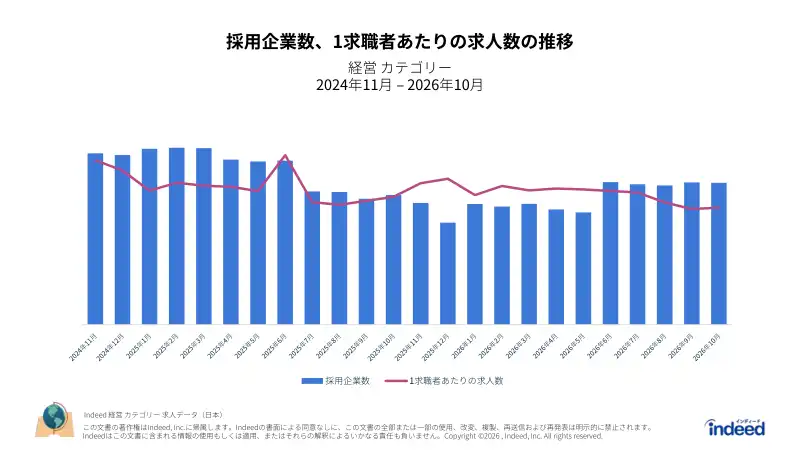 採用企業数、1求職者あたりの求人数の推移
経営 カテゴリー
2024年11月 – 2026年10月
2024年11月
2024年12月
2025年1月
2025年2月
2025年3月
2025年4月
2025年5月
2025年6月
2025年7月
2025年8月
2025年9月
2025年10月
2025年11月
2025年12月
2026年1月
2026年2月
2026年3月
2026年4月
2026年5月
2026年6月
2026年7月
2026年8月
2026年9月
2026年10月
採用企業数
1求職者あたりの求人数
Indeed 経営 カテゴリー 求人データ（日本）
この文書の著作権はIndeed, Inc.に帰属します。Indeedの書面による同意なしに、この文書の全部または一部の使用、改変、複製、再送信および再発表は明示的に禁止されます。
Indeedはこの文書に含まれる情報の使用もしくは適用、またはそれらの解釈によるいかなる責任も負いません。Copyright ©2026 , Indeed, Inc. All rights reserved.
インディード
indeed